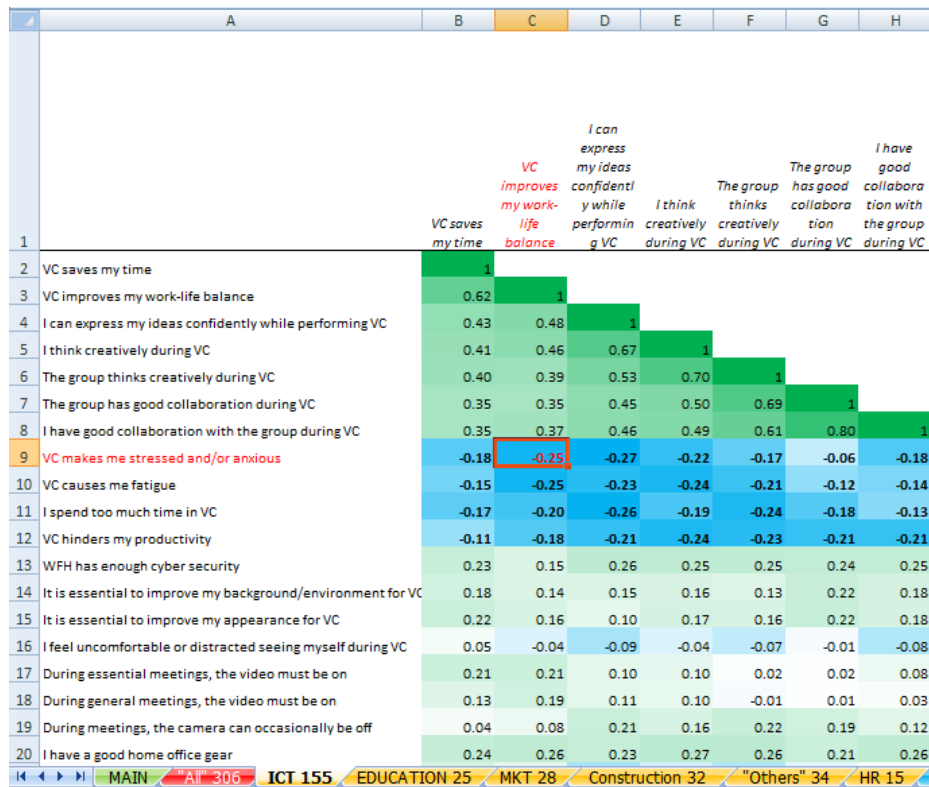 A B C D E F G H
1 VC saves my time VC improves my work-life balance I can express my ideas confidentl y while performin g VC I think creatively during VC The group thinks creatively during VC The group has good collabora tion during VC I have good collabora tion with the group during VC
2 VC saves my time 1
3 VC improves my work-life balance 0.62 1
4 I can express my ideas confidently while performing VC 0.43 0.48 1
5 I think creatively during VC 0.41 0.46 0.67 1
6 The group thinks creatively during VC 0.40 0.39 0.53 0.70 1
7 The group has good collaboration during VC 0.35 0.35 0.45 0.50 0.69 1
8 I have good collaboration with the group during VC 0.35 0.37 0.46 0.49 0.61 0.80 1
9 VC makes me stressed and/or anxious -0.18 -0.25 -0.27 -0.22 -0.17 -0.06 -0.18
10 VC causes me fatigue -0.15 -0.25 -0.23 -0.24 -0.21 -0.12 -0.14
11 I spend too much time in VC -0.17 -0.20 -0.26 -0.19 -0.24 -0.18 -0.13
12 VC hinders my productivity -0.11 -0.18 -0.21 -0.24 -0.23 -0.21 -0.21
13 WFH has enough cyber security 0.23 0.15 0.26 0.25 0.25 0.24 0.25
14 It is essential to improve my background/environment for VC 0.18 0.14 0.15 0.16 0.13 0.22 0.18
15 It is essential to improve my appearance for VC 0.22 0.16 0.10 0.17 0.16 0.22 0.18
16 I feel uncomfortable or distracted seeing myself during VC 0.05 -0.04 -0.09 -0.04 -0.07 -0.01 -0.08
17 During essential meetings, the video must be on 0.21 0.21 0.10 0.10 0.02 0.02 0.08
18 During general meetings, the video must be on 0.13 0.19 0.11 0.10 -0.01 0.01 0.03
19 During meetings, the camera can occasionally be off 0.04 0.08 0.21 0.16 0.22 0.19 0.12
20 I have a good home office gear 0.24 0.26 0.23 0.27 0.26 0.21 0.26
MAIN "All" 306 ICT 155 EDUCATION 25 MKT 28 Construction 32 "Others" 34 HR 15